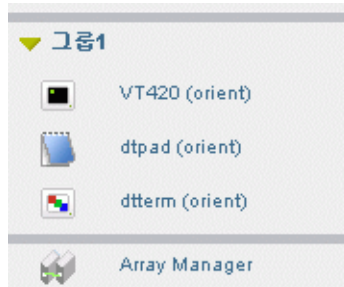 그룹1
VT420 (orient)
dtpad (orient)
dtterm (orient)
Array Manager